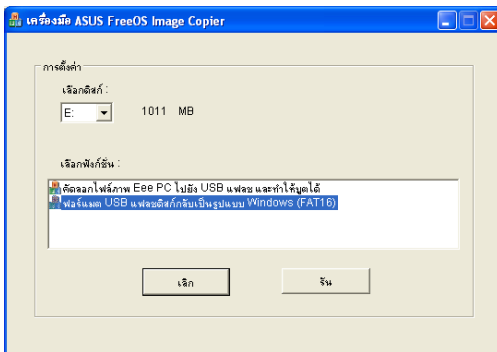 เครื่องมือ ASUS FreeOS Image Copier
การตั้งค่า
เลือกดิสก์ :
E: 1011 MB
เลือกฟังก์ชั่น :
คัดลอกไฟล์ภาพ Eee PC ไปยัง USB แฟลช และทำให้บูตได้
ฟอร์แมต USB แฟลชดิสก์กลับเป็นรูปแบบ Windows (FAT16)
เลิก รัน